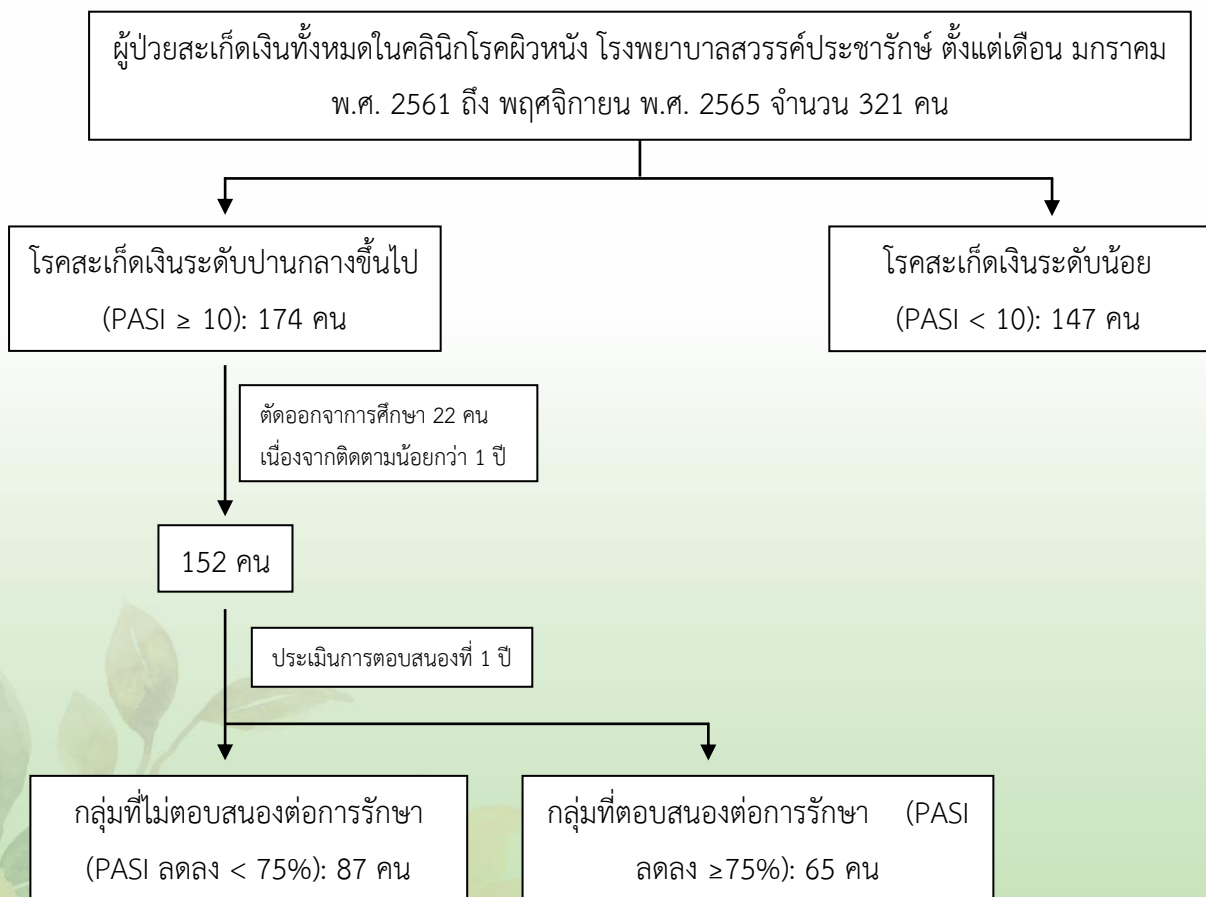 ผู้ป่วยสะเก็ดเงินทั้งหมดในคลินิกโรคผิวหนัง โรงพยาบาลสวรรค์ประชารักษ์ ตั้งแต่เดือน มกราคม
พ.ศ. 2561 ถึง พฤศจิกายน พ.ศ. 2565 จำนวน 321 คน
โรคสะเก็ดเงินระดับปานกลางขึ้นไป
(PASI ≥ 10): 174 คน
โรคสะเก็ดเงินระดับน้อย
(PASI < 10): 147 คน
ตัดออกจาการศึกษา 22 คน
เนื่องจากติดตามน้อยกว่า 1 ปี
152 คน
ประเมินการตอบสนองที่ 1 ปี
กลุ่มที่ไม่ตอบสนองต่อการรักษา
(PASI ลดลง < 75%): 87 คน
กลุ่มที่ตอบสนองต่อการรักษา (PASI
ลดลง ≥75%): 65 คน